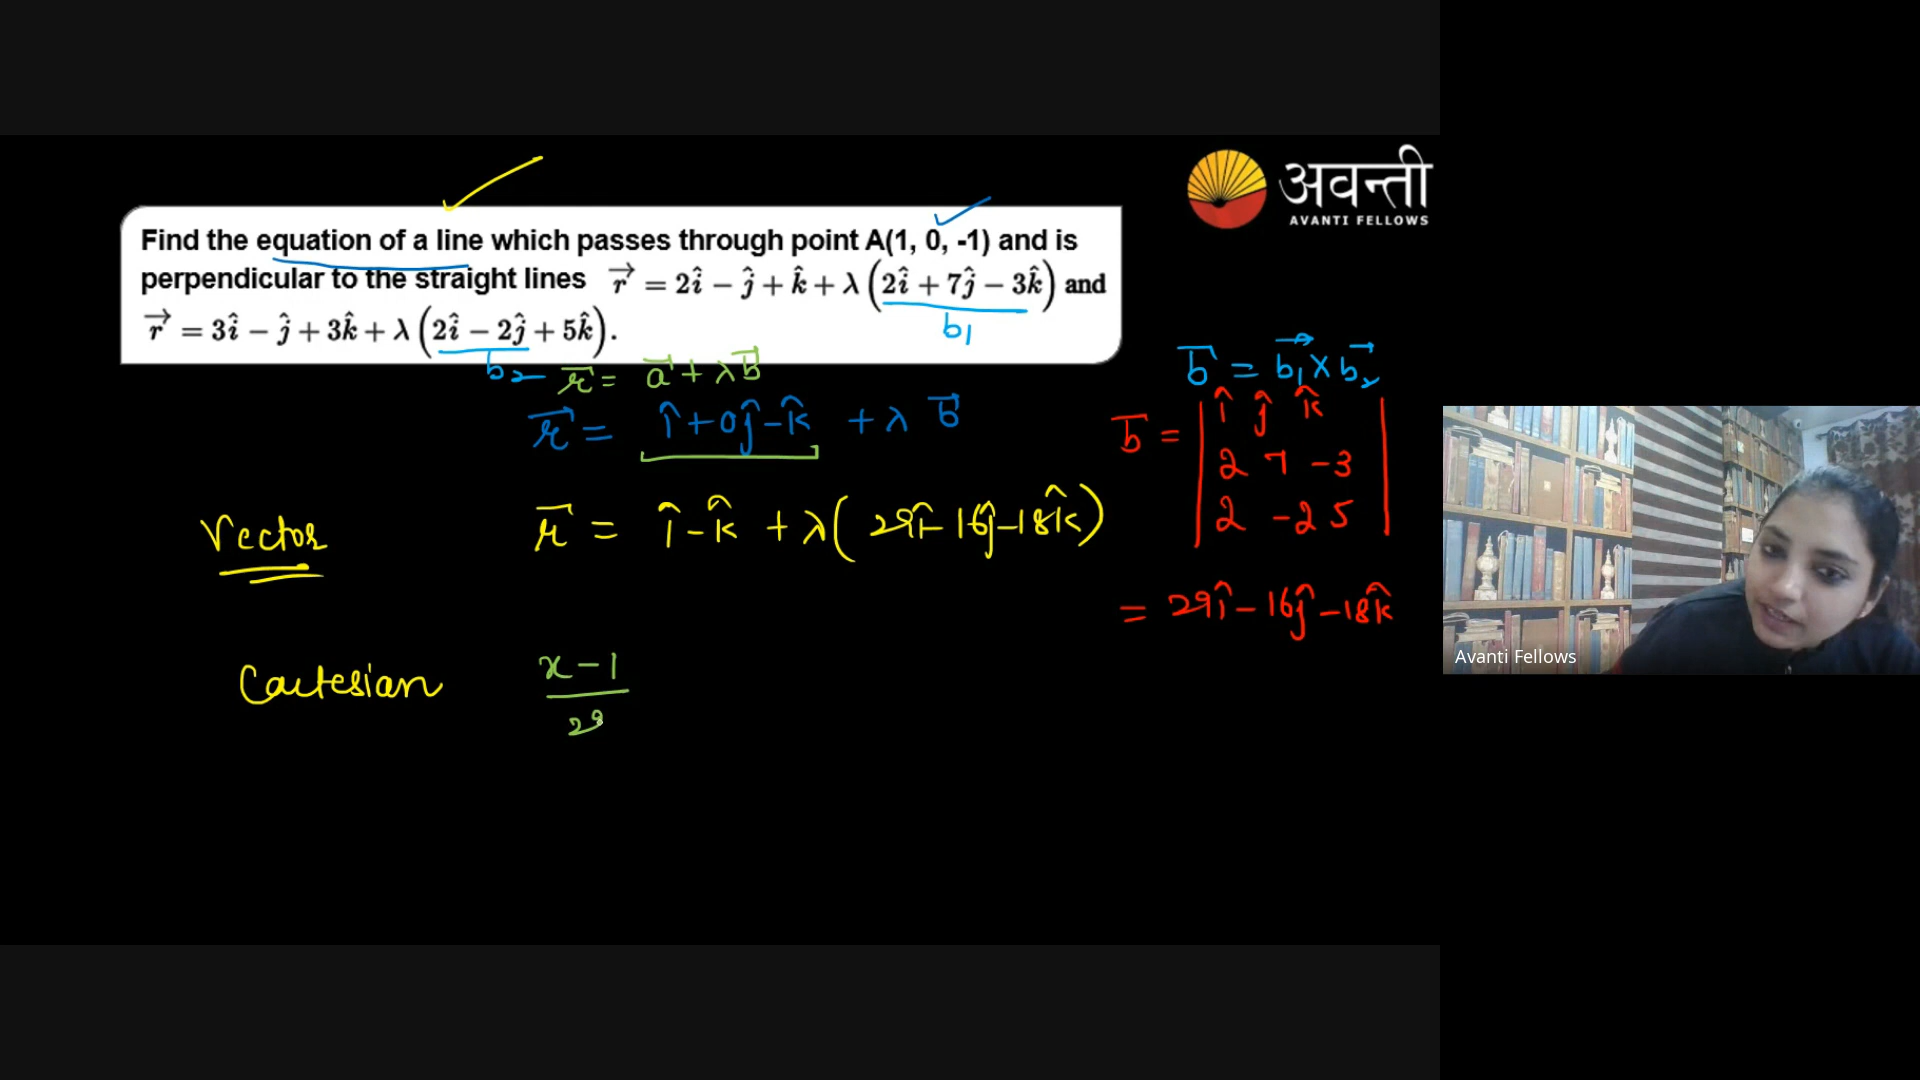 अवन्ती
AVANTI FELLOWS
Find the equation of a line which passes through point A(1, 0, -1) and is
perpendicular to the straight lines r⃗ = 2î − ĵ + k̂ + λ (2î + 7ĵ − 3k̂) and
r⃗ = 3î − ĵ + 3k̂ + λ (2î − 2ĵ + 5k̂).
b₁
b₂
r⃗ = a⃗ + λb⃗
r⃗ = î + 0ĵ − k̂ + λ b⃗
b⃗ = b⃗₁ × b⃗₂
b⃗ = | î ĵ k̂ |
2 7 −3
2 −2 5
= 29î − 16ĵ − 18k̂
Vector r⃗ = î − k̂ + λ( 29î − 16ĵ − 18k̂ )
Cartesian x − 1
29
Avanti Fellows